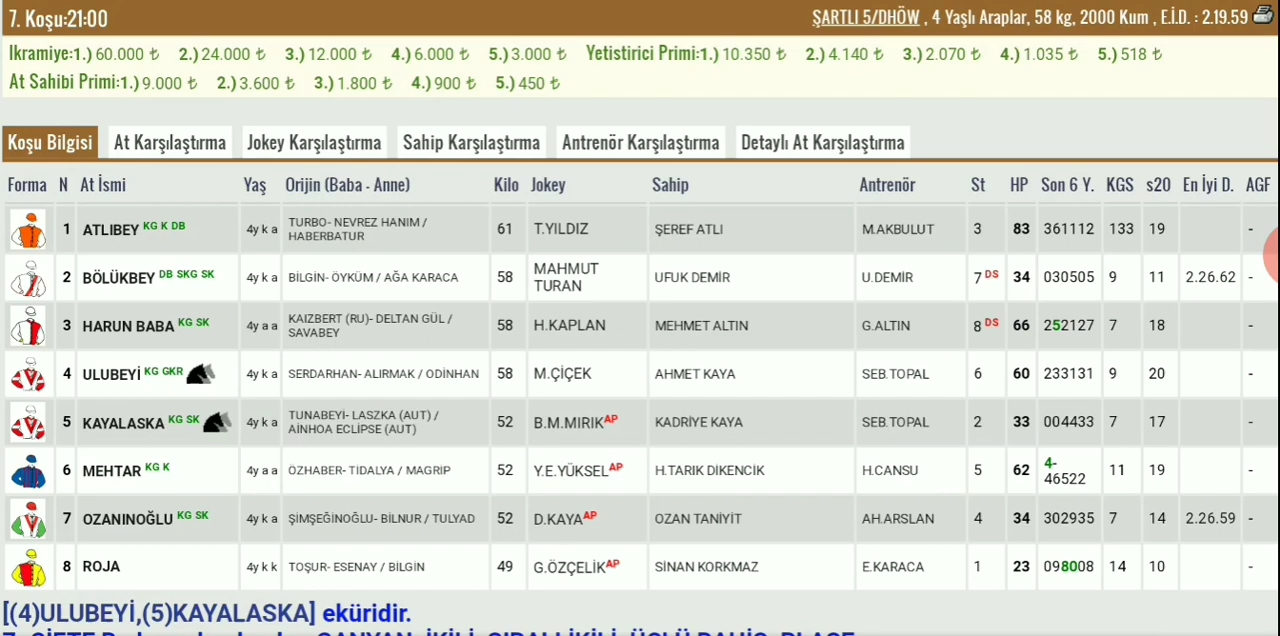 7. Koşu:21:00 ŞARTLI 5/DHÖW , 4 Yaşlı Araplar, 58 kg, 2000 Kum , E.İ.D. : 2.19.59
Ikramiye:1.) 60.000 ₺ 2.) 24.000 ₺ 3.) 12.000 ₺ 4.) 6.000 ₺ 5.) 3.000 ₺ Yetistirici Primi:1.) 10.350 ₺ 2.) 4.140 ₺ 3.) 2.070 ₺ 4.) 1.035 ₺ 5.) 518 ₺
At Sahibi Primi:1.) 9.000 ₺ 2.) 3.600 ₺ 3.) 1.800 ₺ 4.) 900 ₺ 5.) 450 ₺
Koşu Bilgisi At Karşılaştırma Jokey Karşılaştırma Sahip Karşılaştırma Antrenör Karşılaştırma Detaylı At Karşılaştırma
Forma N At İsmi Yaş Orijin (Baba - Anne) Kilo Jokey Sahip Antrenör St HP Son 6 Y. KGS s20 En İyi D. AGF
1 ATLIBEY KG K DB 4y k a TURBO- NEVREZ HANIM / HABERBATUR 61 T.YILDIZ ŞEREF ATLI M.AKBULUT 3 83 361112 133 19 -
2 BÖLÜKBEY DB SKG SK 4y k a BİLGİN- ÖYKÜM / AĞA KARACA 58 MAHMUT TURAN UFUK DEMİR U.DEMİR 7 DS 34 030505 9 11 2.26.62 -
3 HARUN BABA KG SK 4y a a KAIZBERT (RU)- DELTAN GÜL / SAVABEY 58 H.KAPLAN MEHMET ALTIN G.ALTIN 8 DS 66 252127 7 18 -
4 ULUBEYİ KG GKR 4y k a SERDARHAN- ALIRMAK / ODİNHAN 58 M.ÇİÇEK AHMET KAYA SEB.TOPAL 6 60 233131 9 20 -
5 KAYALASKA KG SK 4y k a TUNABEYI- LASZKA (AUT) / AİNHOA ECLİPSE (AUT) 52 B.M.MIRIK AP KADRİYE KAYA SEB.TOPAL 2 33 004433 7 17 -
6 MEHTAR KG K 4y a a ÖZHABER- TIDALYA / MAGRIP 52 Y.E.YÜKSEL AP H.TARIK DIKENCIK H.CANSU 5 62 4-46522 11 19 -
7 OZANINOĞLU KG SK 4y k a ŞİMŞEĞİNOĞLU- BİLNUR / TULYAD 52 D.KAYA AP OZAN TANIYIT AH.ARSLAN 4 34 302935 7 14 2.26.59 -
8 ROJA 4y k k TOŞUR- ESENAY / BİLGİN 49 G.ÖZÇELİK AP SİNAN KORKMAZ E.KARACA 1 23 098008 14 10 -
[(4)ULUBEYİ,(5)KAYALASKA] eküridir.